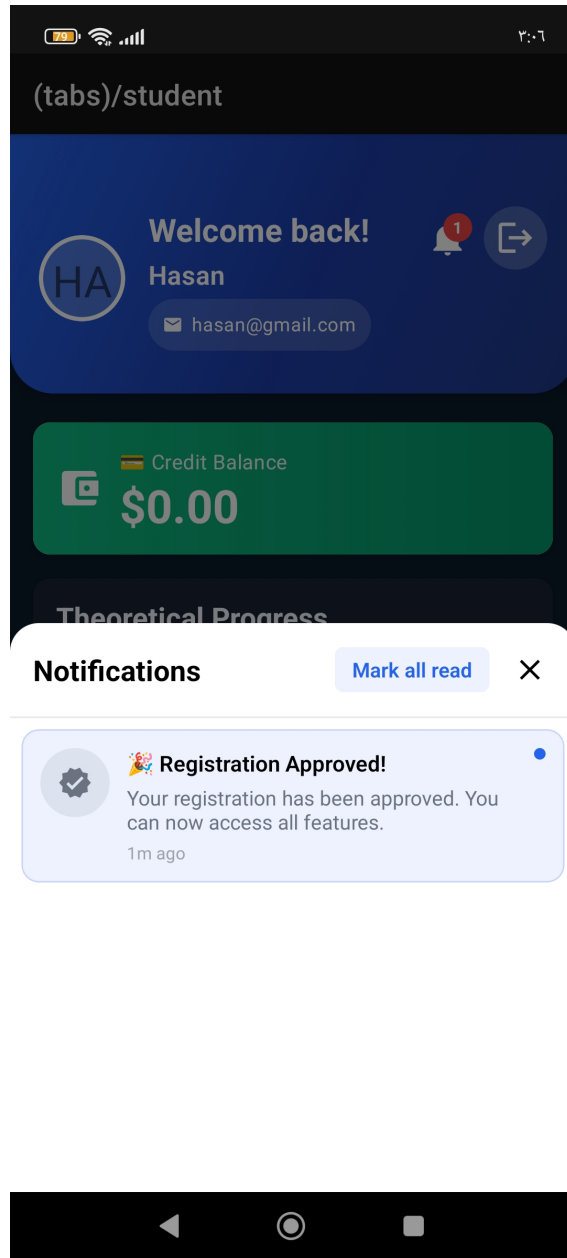 79
٣:٠٦
(tabs)/student
HA
Welcome back!
1
Hasan
hasan@gmail.com
💳 Credit Balance
$0.00
Theoretical Progress
Notifications
Mark all read
🎉 Registration Approved!
Your registration has been approved. You
can now access all features.
1m ago